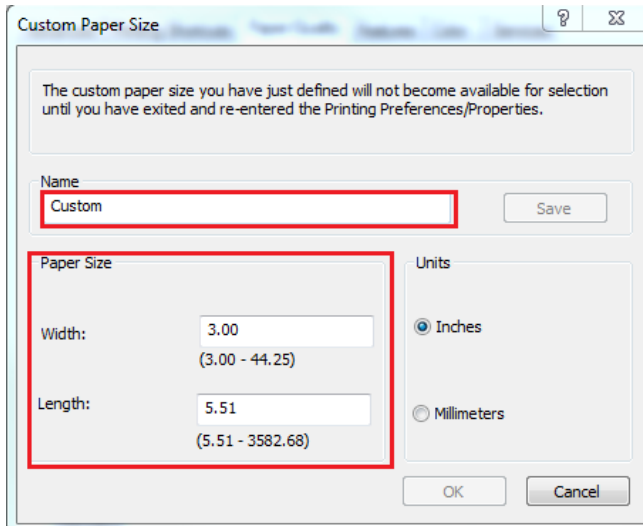 Custom Paper Size
The custom paper size you have just defined will not become available for selection
until you have exited and re-entered the Printing Preferences/Properties.
Name
Custom
Save
Paper Size
Width:
3.00
(3.00 - 44.25)
Length:
5.51
(5.51 - 3582.68)
Units
Inches
Millimeters
OK
Cancel